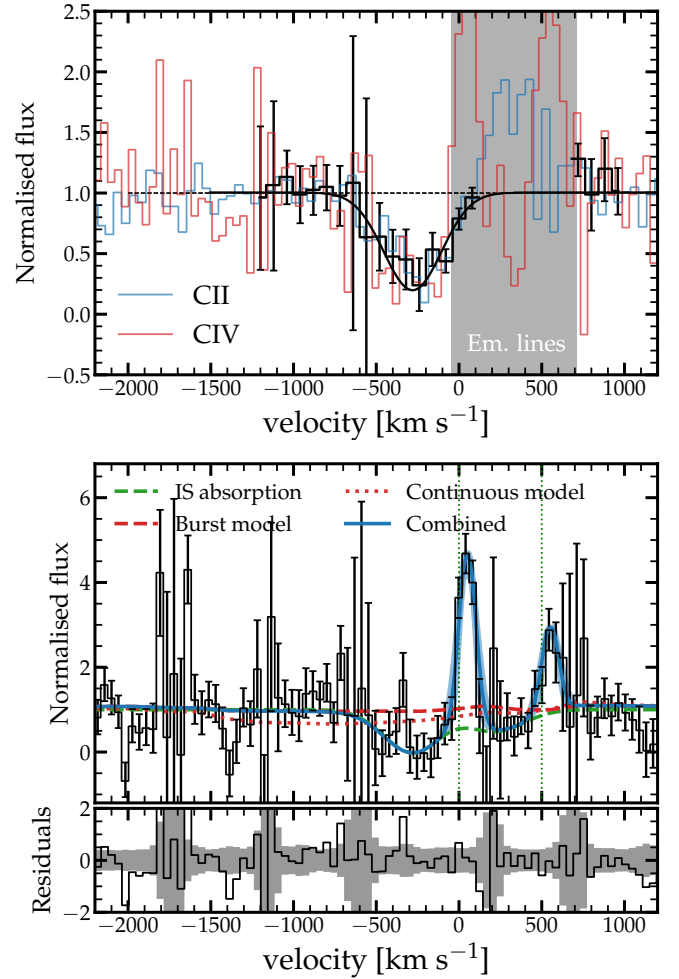 2.5
2.0
1.5
1.0
0.5
0.0
−0.5
Normalised flux
CII
CIV
Em. lines
−2000 −1500 −1000 −500 0 500 1000
velocity [km s⁻¹]
6
4
2
0
Normalised flux
IS absorption
Burst model
Continuous model
Combined
2
0
−2
Residuals
−2000 −1500 −1000 −500 0 500 1000
velocity [km s⁻¹]